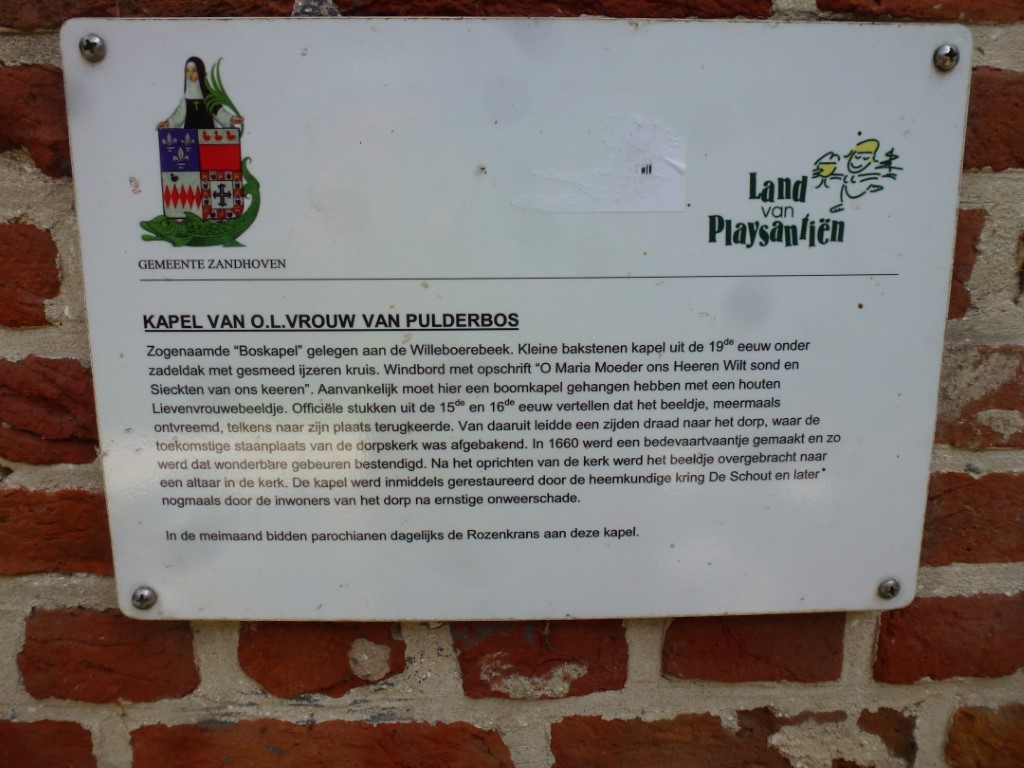 GEMEENTE ZANDHOVEN
Land
van
Playsantiën
KAPEL VAN O.L.VROUW VAN PULDERBOS
Zogenaamde “Boskapel” gelegen aan de Willeboerebeek. Kleine bakstenen kapel uit de 19de eeuw onder
zadeldak met gesmeed ijzeren kruis. Windbord met opschrift “O Maria Moeder ons Heeren Wilt sond en
Sieckten van ons keeren”. Aanvankelijk moet hier een boomkapel gehangen hebben met een houten
Lievenvrouwebeeldje. Officiële stukken uit de 15de en 16de eeuw vertellen dat het beeldje, meermaals
ontvreemd, telkens naar zijn plaats terugkeerde. Van daaruit leidde een zijden draad naar het dorp, waar de
toekomstige staanplaats van de dorpskerk was afgebakend. In 1660 werd een bedevaartvaantje gemaakt en zo
werd dat wonderbare gebeuren bestendigd. Na het oprichten van de kerk werd het beeldje overgebracht naar
een altaar in de kerk. De kapel werd inmiddels gerestaureerd door de heemkundige kring De Schout en later
nogmaals door de inwoners van het dorp na ernstige onweerschade.
In de meimaand bidden parochianen dagelijks de Rozenkrans aan deze kapel.